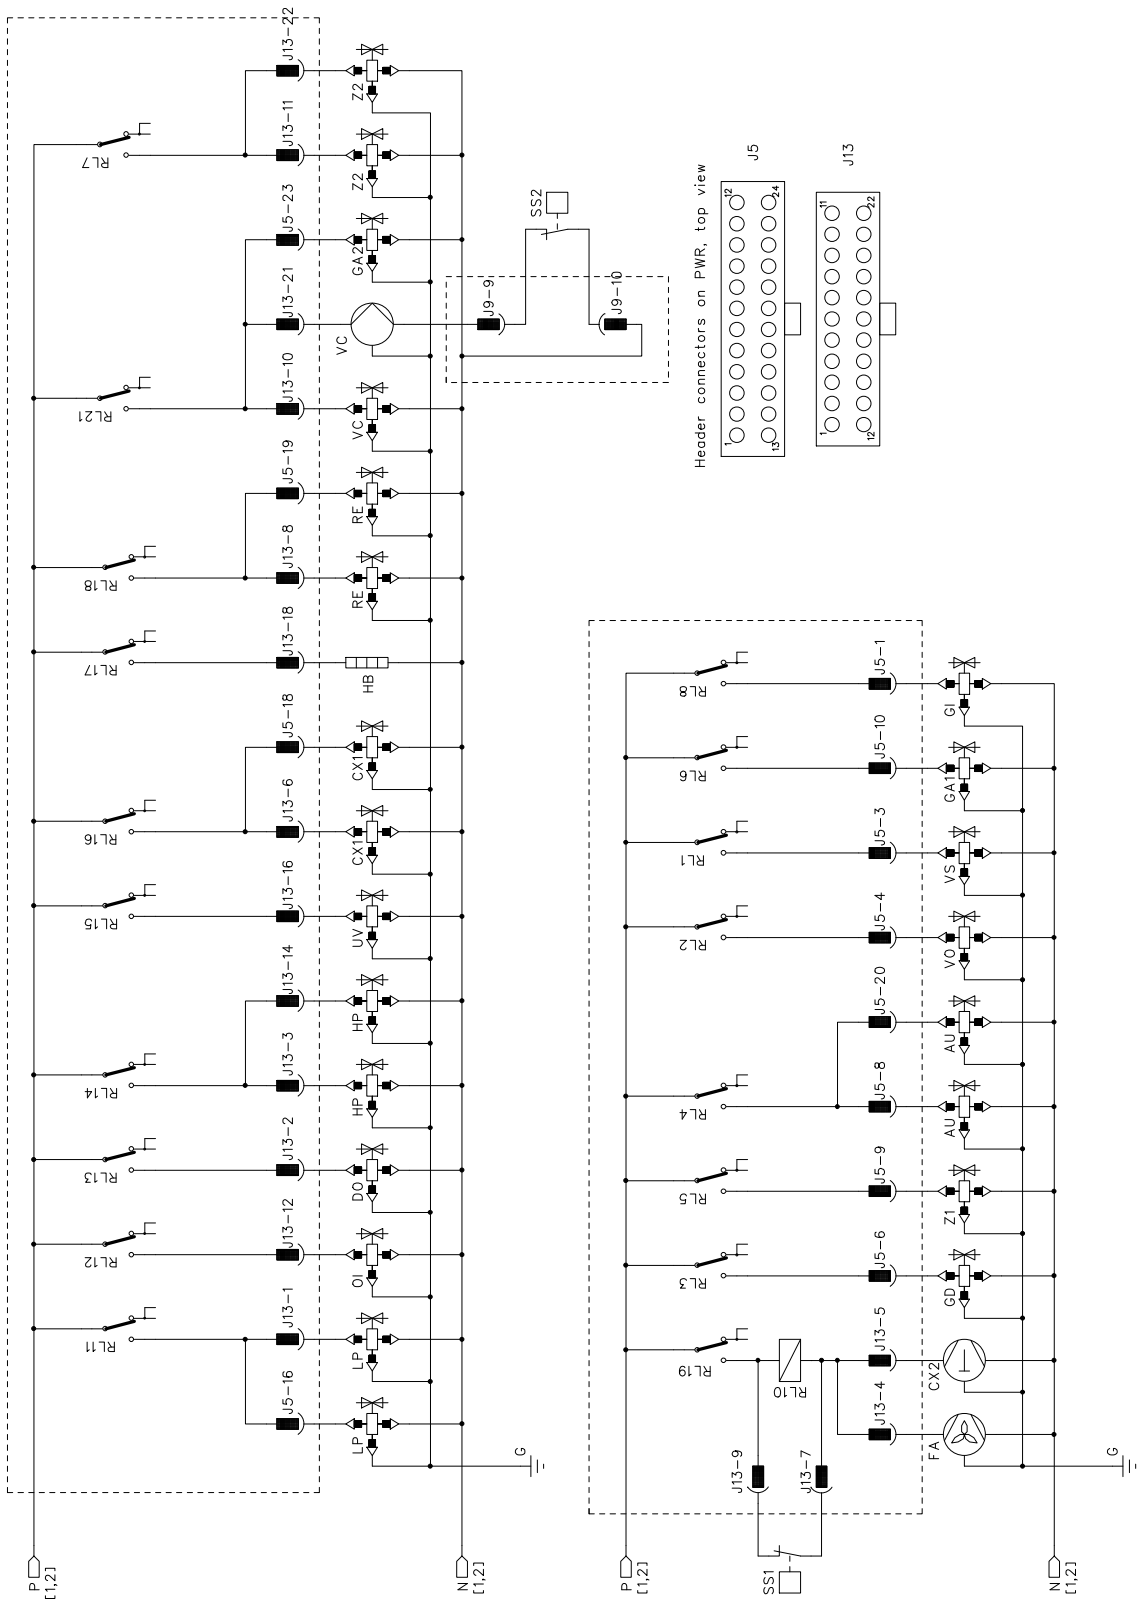 J13-22
J13-11
J5-23
J13-21
J13-10
J5-19
J13-8
J13-18
J5-18
J13-6
J13-16
J13-14
J13-3
J13-2
J13-12
J13-1
J5-16
RL7
RL21
RL18
RL17
RL16
RL15
RL14
RL13
RL12
RL11
Z2
Z2
GA2
VC
VC
RE
RE
HB
CX1
CX1
UV
HP
HP
DO
OI
LP
LP
J9-9
J9-10
SS2
G
P
[1,2]
N
[1,2]
Header connectors on PWR, top view
J5
1
12
13
24
J13
1
11
12
22
RL8
RL6
RL1
RL2
RL4
RL5
RL3
RL19
RL10
J5-1
J5-10
J5-3
J5-4
J5-20
J5-8
J5-9
J5-6
J13-5
J13-4
J13-9
J13-7
SS1
GI
GA1
VS
VO
AU
AU
Z1
GD
CX2
FA
G
P
[1,2]
N
[1,2]